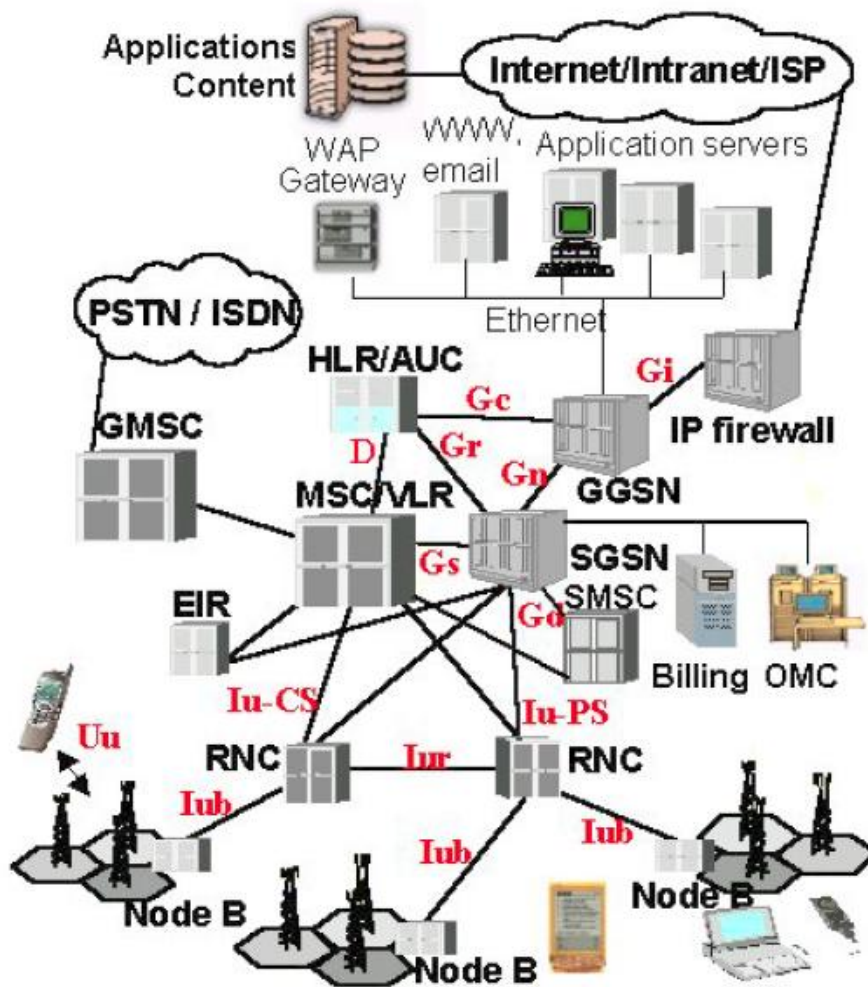 Applications
Content
Internet/Intranet/ISP
WAP
Gateway
WWW,
email
Application servers
Ethernet
PSTN / ISDN
HLR/AUC
Gc
Gi
IP firewall
GMSC
D
Gr
Gn
GGSN
MSC/VLR
Gs
SGSN
SMSC
EIR
Gd
Billing
OMC
Iu-CS
Iu-PS
Uu
RNC
Iur
RNC
Iub
Iub
Iub
Node B
Node B
Node B